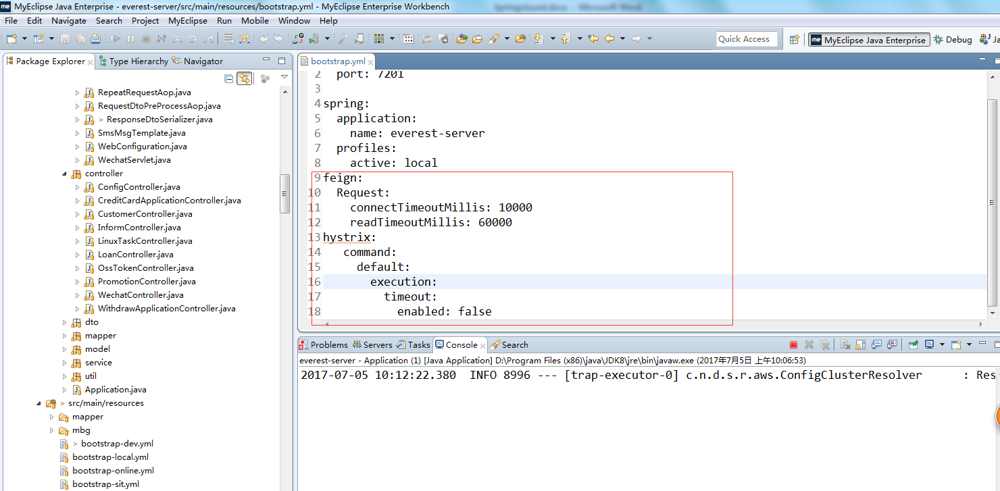 MyEclipse Java Enterprise - everest-server/src/main/resources/bootstrap.yml - MyEclipse Enterprise Workbench
File Edit Navigate Search Project MyEclipse Run Mobile Window Help
Quick Access
MyEclipse Java Enterprise
Debug
Ja
Package Explorer
Type Hierarchy
Navigator
RepeatRequestAop.java
RequestDtoPreProcessAop.java
> ResponseDtoSerializer.java
SmsMsgTemplate.java
WebConfiguration.java
WechatServlet.java
controller
ConfigController.java
CreditCardApplicationController.java
CustomerController.java
InformController.java
LinuxTaskController.java
LoanController.java
OssTokenController.java
PromotionController.java
WechatController.java
WithdrawApplicationController.java
dto
mapper
model
service
util
Application.java
> src/main/resources
mapper
mbg
> bootstrap-dev.yml
bootstrap-local.yml
bootstrap-online.yml
bootstrap-sit.yml
bootstrap.yml
2 port: 7201
3
4 spring:
5 application:
6 name: everest-server
7 profiles:
8 active: local
9 feign:
10 Request:
11 connectTimeoutMillis: 10000
12 readTimeoutMillis: 60000
13 hystrix:
14 command:
15 default:
16 execution:
17 timeout:
18 enabled: false
Problems Servers Tasks Console Search
everest-server - Application (1) [Java Application] D:\Program Files (x86)\java\JDK8\jre\bin\javaw.exe (2017年7月5日 上午10:06:53)
2017-07-05 10:12:22.380 INFO 8996 --- [trap-executor-0] c.n.d.s.r.aws.ConfigClusterResolver : Res